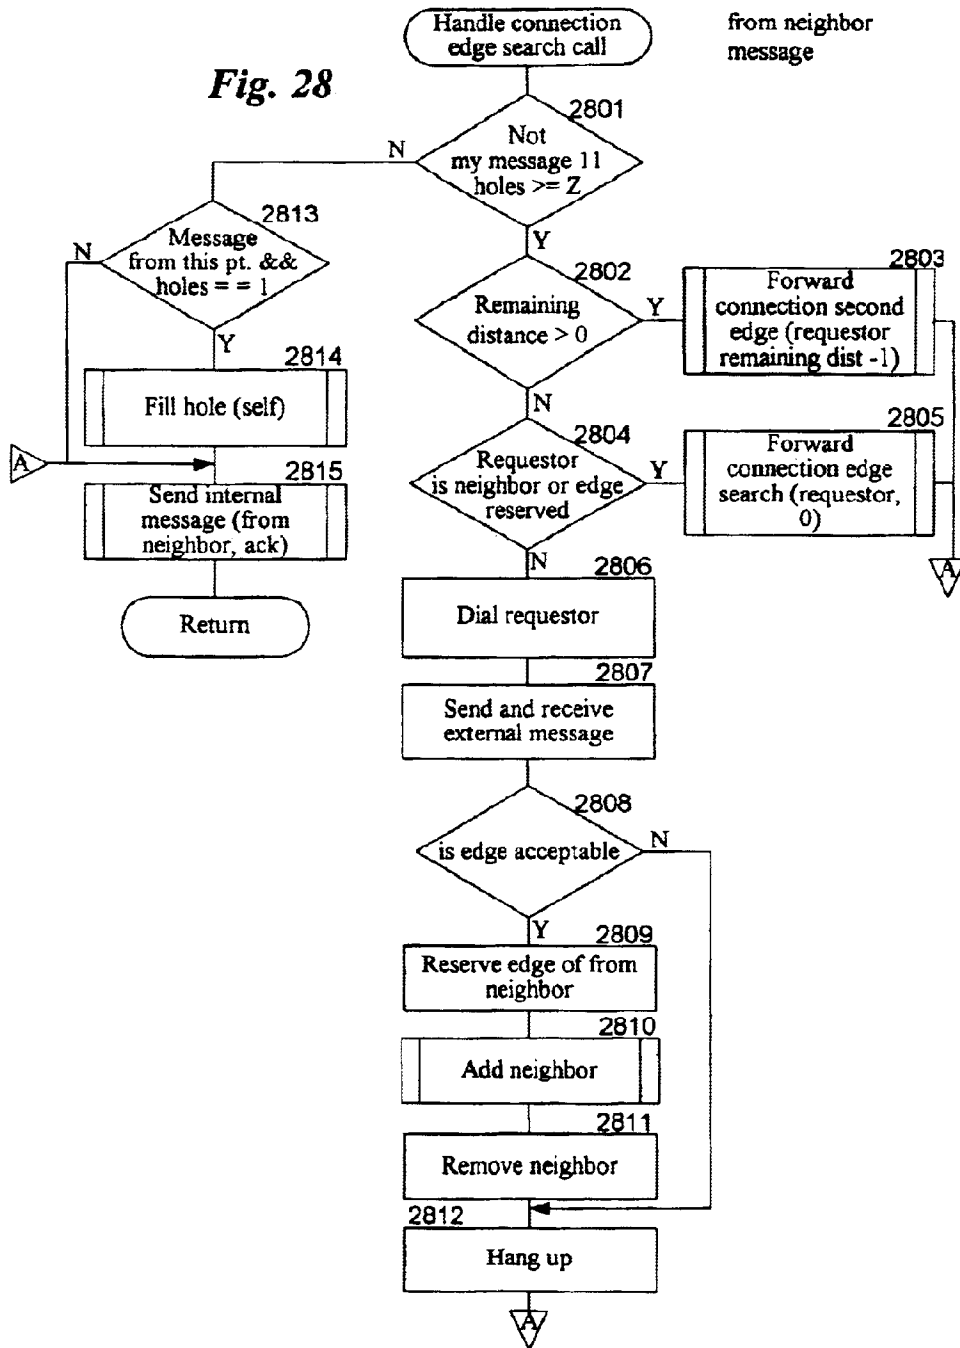 Handle connection
edge search call
from neighbor
message
Fig. 28
2801
Not
my message 11
holes >= Z
N
Y
2813
Message
from this pt. &&
holes = = 1
N
Y
2802
Remaining
distance > 0
Y
N
2803
Forward
connection second
edge (requestor
remaining dist -1)
2814
Fill hole (self)
2804
Requestor
is neighbor or edge
reserved
Y
N
2805
Forward
connection edge
search (requestor,
0)
A
A
2815
Send internal
message (from
neighbor, ack)
Return
2806
Dial requestor
2807
Send and receive
external message
2808
is edge acceptable
N
Y
2809
Reserve edge of from
neighbor
2810
Add neighbor
2811
Remove neighbor
2812
Hang up
A